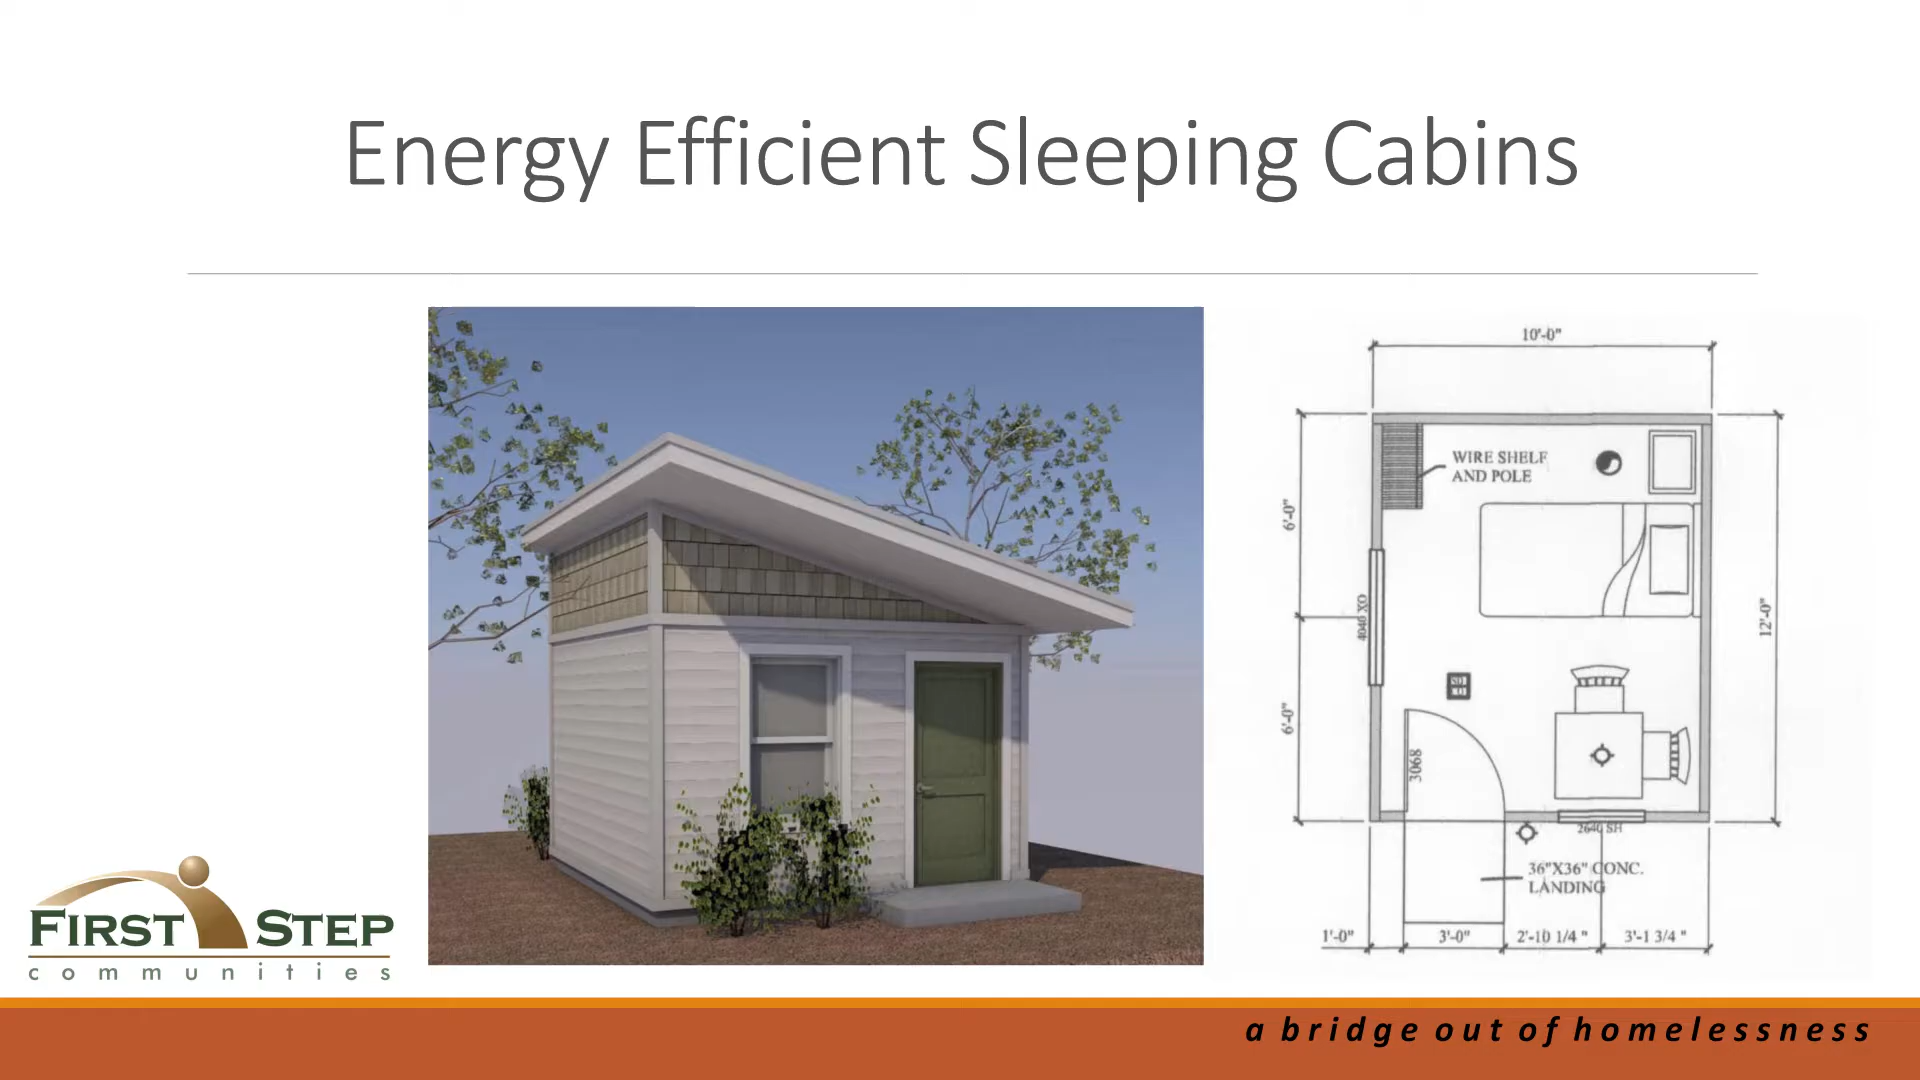 Energy Efficient Sleeping Cabins
10'-0"
WIRE SHELF
AND POLE
6'-0"
4040 XO
12'-0"
6'-0"
3068
2640 SH
36"X36" CONC.
LANDING
1'-0" 3'-0" 2'-10 1/4 " 3'-1 3/4 "
FIRST STEP
communities
a bridge out of homelessness